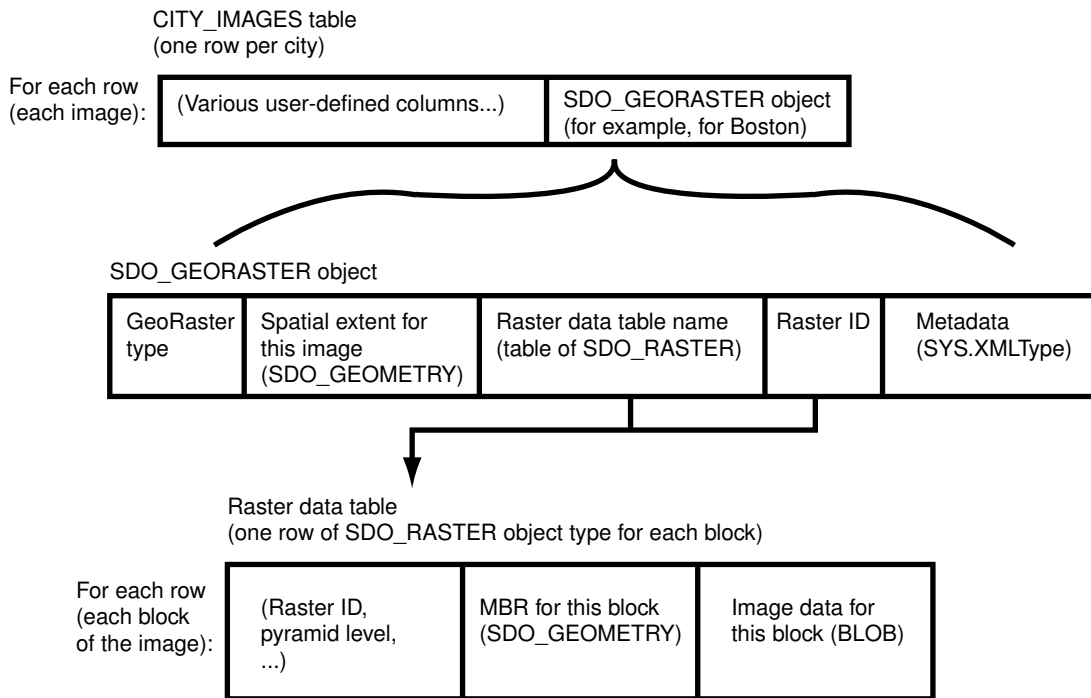 CITY_IMAGES table
(one row per city)
For each row
(each image):
(Various user-defined columns...)
SDO_GEORASTER object
(for example, for Boston)
SDO_GEORASTER object
GeoRaster
type
Spatial extent for
this image
(SDO_GEOMETRY)
Raster data table name
(table of SDO_RASTER)
Raster ID
Metadata
(SYS.XMLType)
Raster data table
(one row of SDO_RASTER object type for each block)
For each row
(each block
of the image):
(Raster ID,
pyramid level,
...)
MBR for this block
(SDO_GEOMETRY)
Image data for
this block (BLOB)